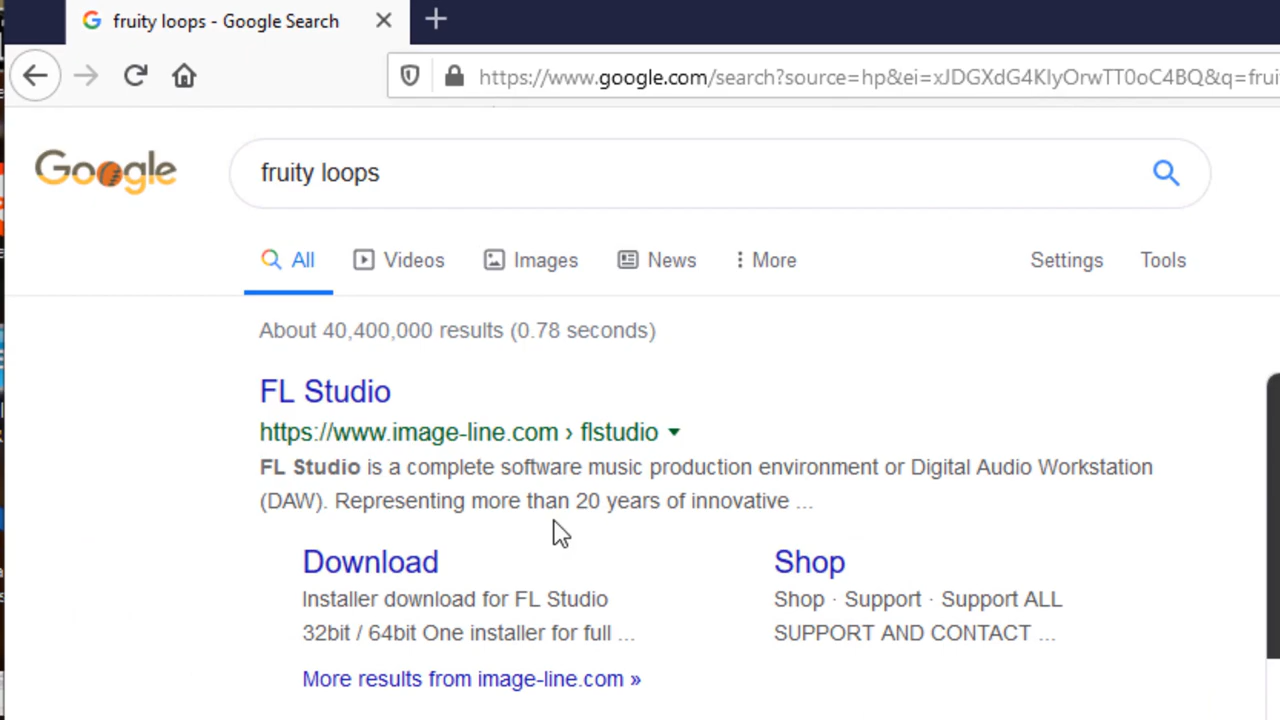 fruity loops - Google Search
https://www.google.com/search?source=hp&ei=xJDGXdG4KIyOrwTT0oC4BQ&q=frui
Google
fruity loops
All Videos Images News More Settings Tools
About 40,400,000 results (0.78 seconds)
FL Studio
https://www.image-line.com › flstudio
FL Studio is a complete software music production environment or Digital Audio Workstation
(DAW). Representing more than 20 years of innovative ...
Download
Installer download for FL Studio
32bit / 64bit One installer for full ...
Shop
Shop · Support · Support ALL
SUPPORT AND CONTACT ...
More results from image-line.com »